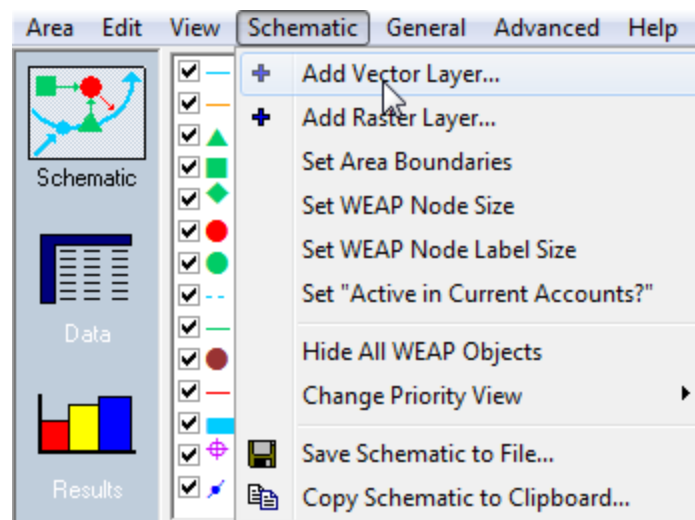 Area Edit View Schematic General Advanced Help
Schematic
Data
Results
Add Vector Layer...
Add Raster Layer...
Set Area Boundaries
Set WEAP Node Size
Set WEAP Node Label Size
Set "Active in Current Accounts?"
Hide All WEAP Objects
Change Priority View
Save Schematic to File...
Copy Schematic to Clipboard...